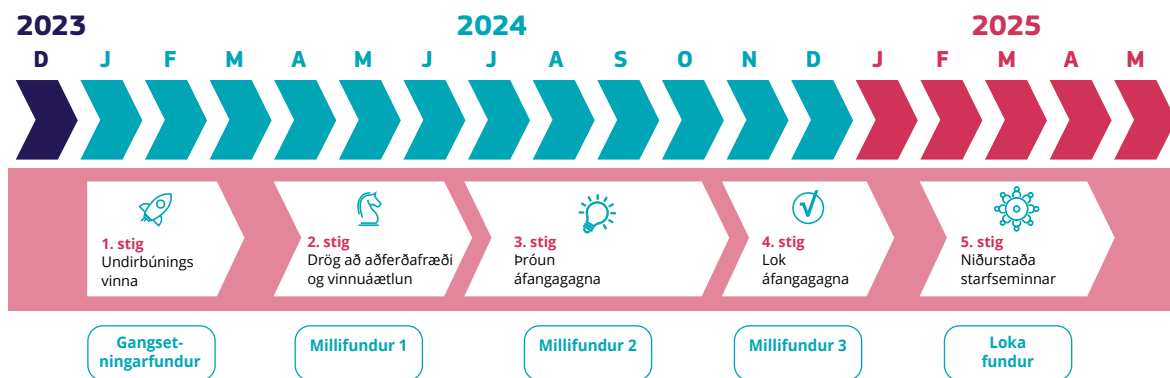 2023 2024 2025
D J F M A M J J A S O N D J F M A M
1. stig
Undirbúnings
vinna
2. stig
Drög að aðferðafræði
og vinnuáætlun
3. stig
Þróun
áfangagagna
4. stig
Lok
áfangagagna
5. stig
Niðurstaða
starfseminnar
Gangset-
ningarfundur
Millifundur 1
Millifundur 2
Millifundur 3
Loka
fundur